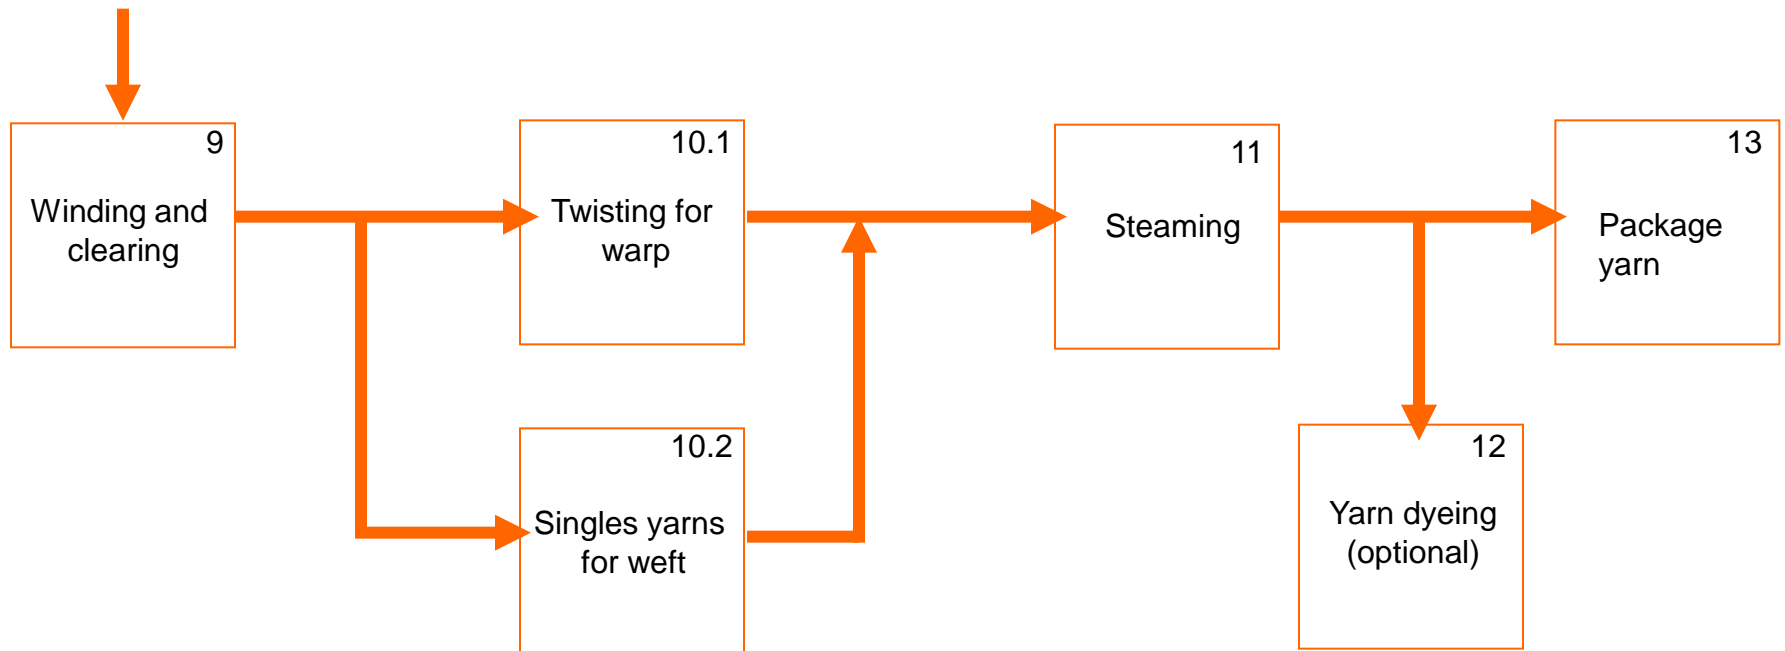 9
Winding and
clearing
10.1
Twisting for
warp
11
Steaming
13
Package
yarn
10.2
Singles yarns
for weft
12
Yarn dyeing
(optional)